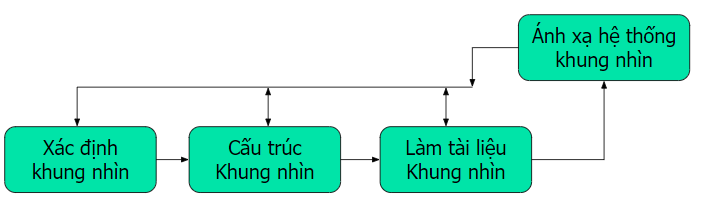 Ánh xạ hệ thống
khung nhìn
Xác định
khung nhìn
Cấu trúc
Khung nhìn
Làm tài liệu
Khung nhìn